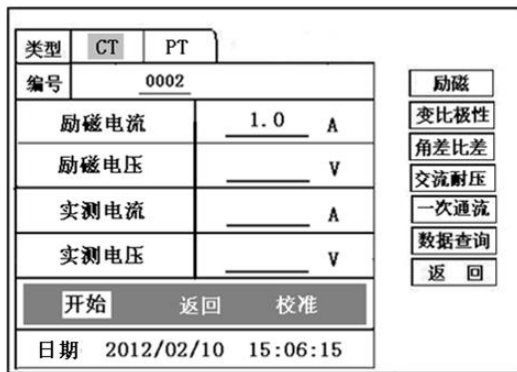 类型 CT PT
编号 0002
励磁电流 1.0 A
励磁电压 V
实测电流 A
实测电压 V
开始 返回 校准
日期 2012/02/10 15:06:15
励磁
变比极性
角差比差
交流耐压
一次通流
数据查询
返 回